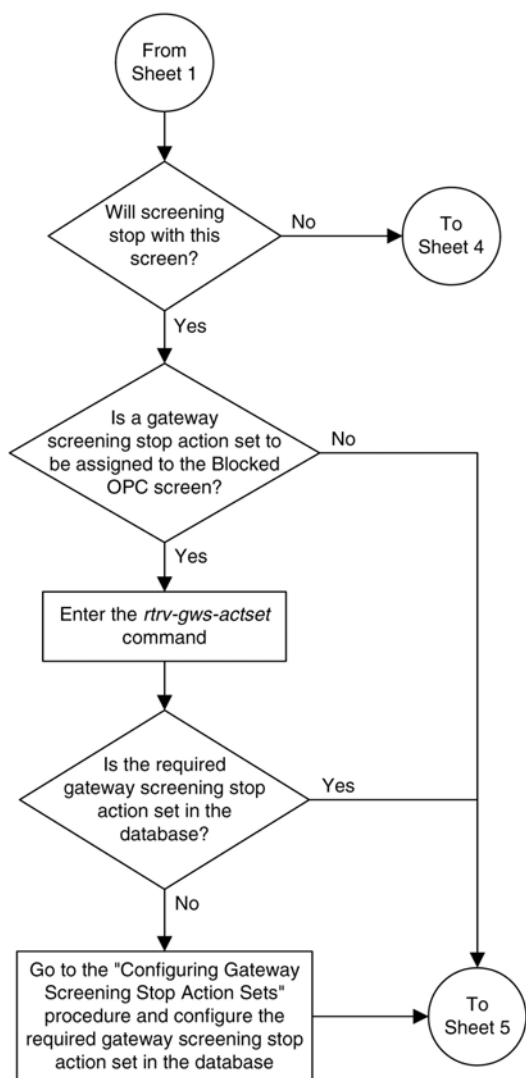 From
Sheet 1
Will screening
stop with this
screen?
No
To
Sheet 4
Yes
Is a gateway
screening stop action set to
be assigned to the Blocked
OPC screen?
No
Yes
Enter the rtrv-gws-actset
command
Is the required
gateway screening stop
action set in the
database?
Yes
No
Go to the "Configuring Gateway
Screening Stop Action Sets"
procedure and configure the
required gateway screening stop
action set in the database
To
Sheet 5